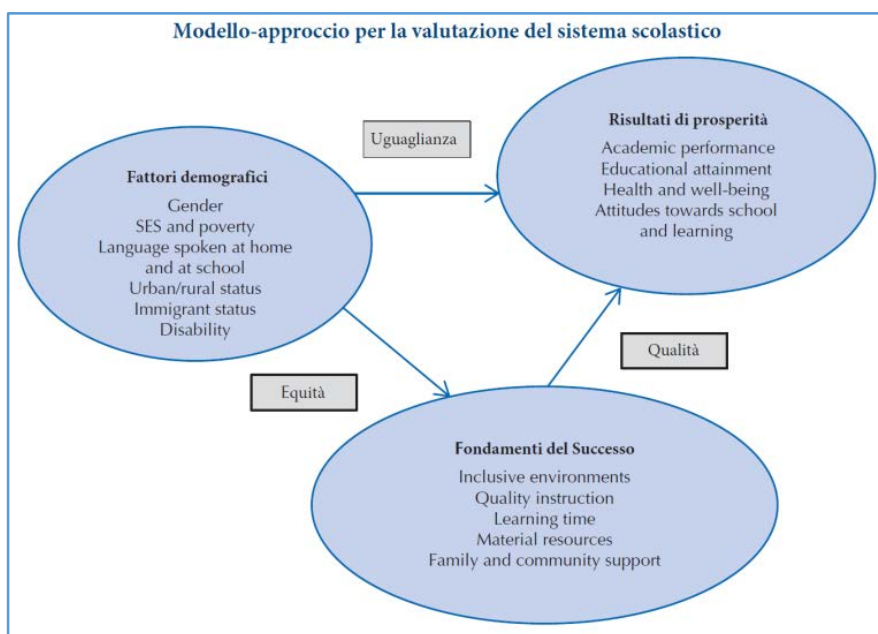 Modello-approccio per la valutazione del sistema scolastico
Uguaglianza
Risultati di prosperità
Academic performance
Educational attainment
Health and well-being
Attitudes towards school
and learning
Fattori demografici
Gender
SES and poverty
Language spoken at home
and at school
Urban/rural status
Immigrant status
Disability
Equità
Qualità
Fondamenti del Successo
Inclusive environments
Quality instruction
Learning time
Material resources
Family and community support